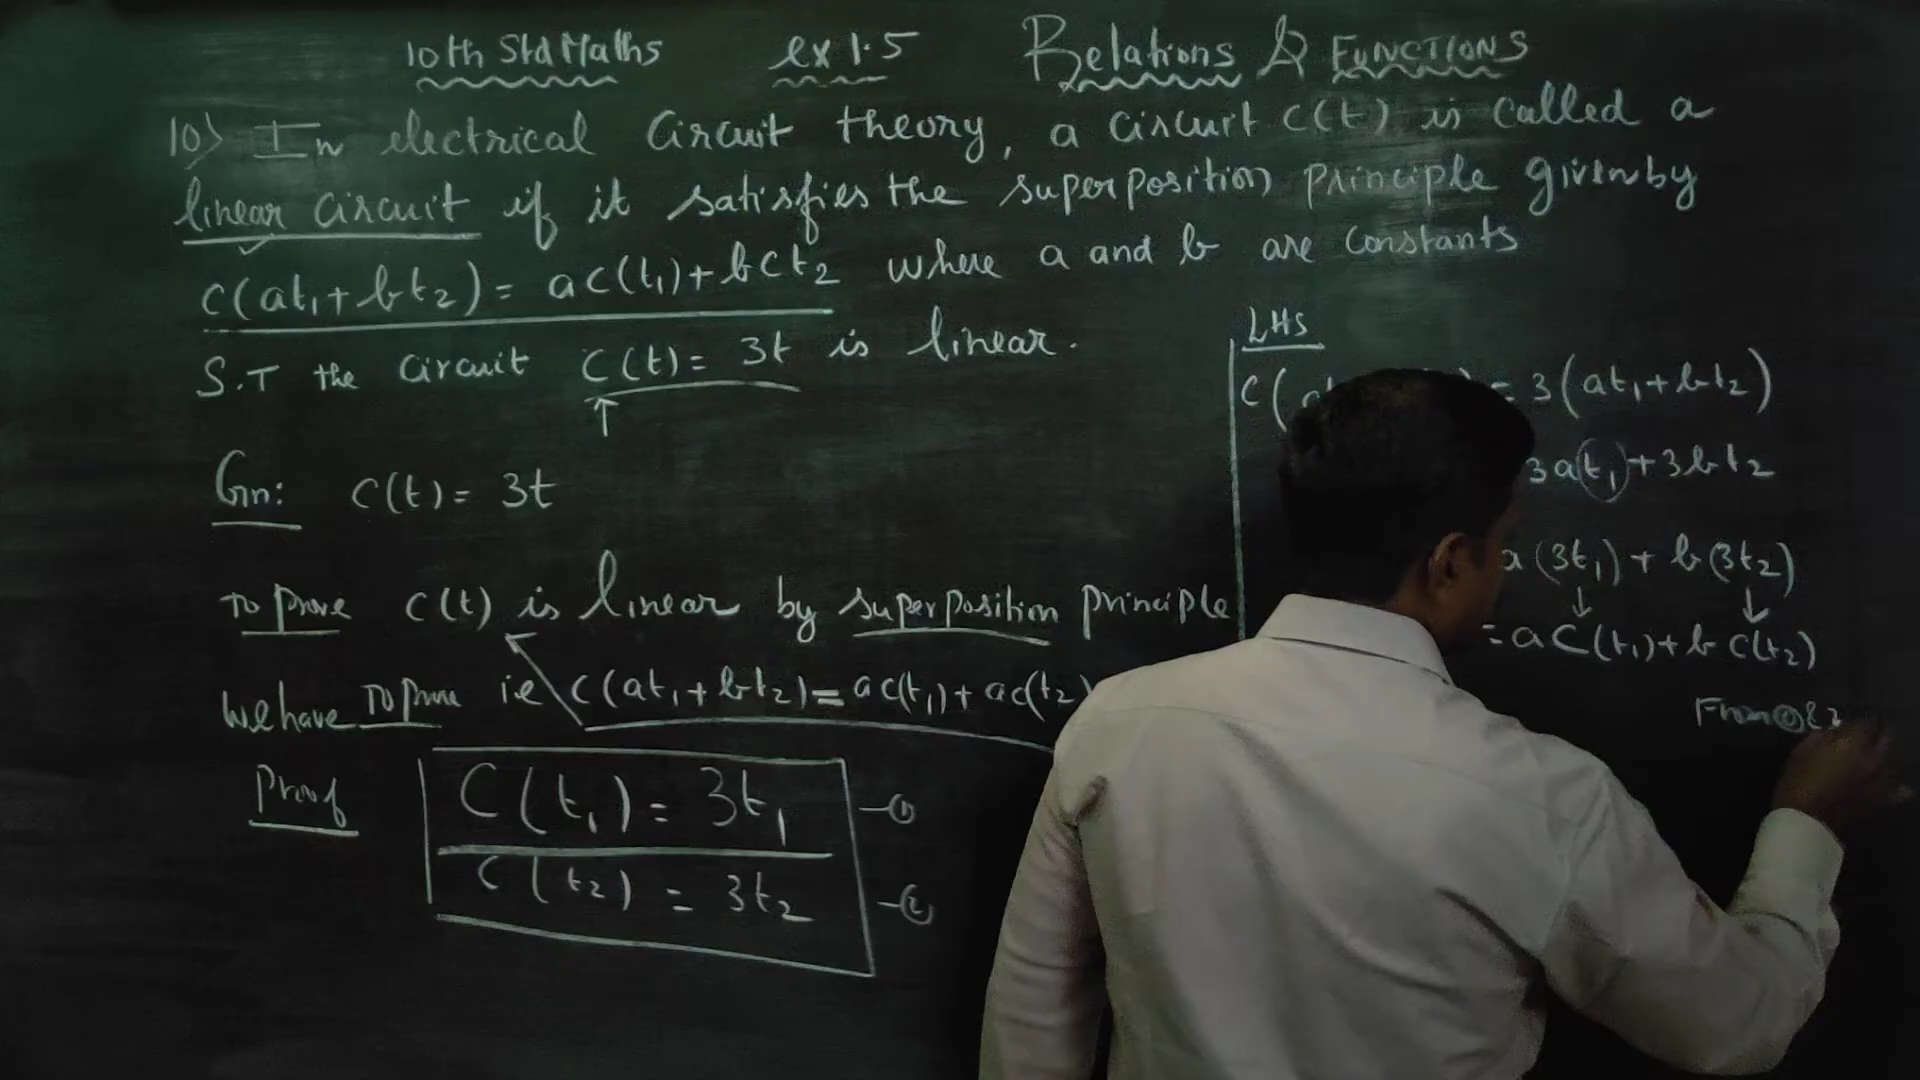 10th Std Maths ex 1.5 Relations & FUNCTIONS
10) In electrical Circuit theory, a circuit C(t) is called a
linear circuit if it satisfies the superposition principle given by
C(at₁ + bt₂) = ac(t₁) + bct₂ where a and b are constants
S.T the circuit C(t) = 3t is linear.
Gn: C(t) = 3t
To prove C(t) is linear by superposition principle
We have To prove ie C(at₁ + bt₂) = ac(t₁) + ac(t₂)
Proof
C(t₁) = 3t₁ —①
C(t₂) = 3t₂ —②
LHS
C(a = 3(at₁ + bt₂)
3at₁ + 3bt₂
a(3t₁) + b(3t₂)
↓ ↓
= aC(t₁) + b C(t₂)
From ① & 2